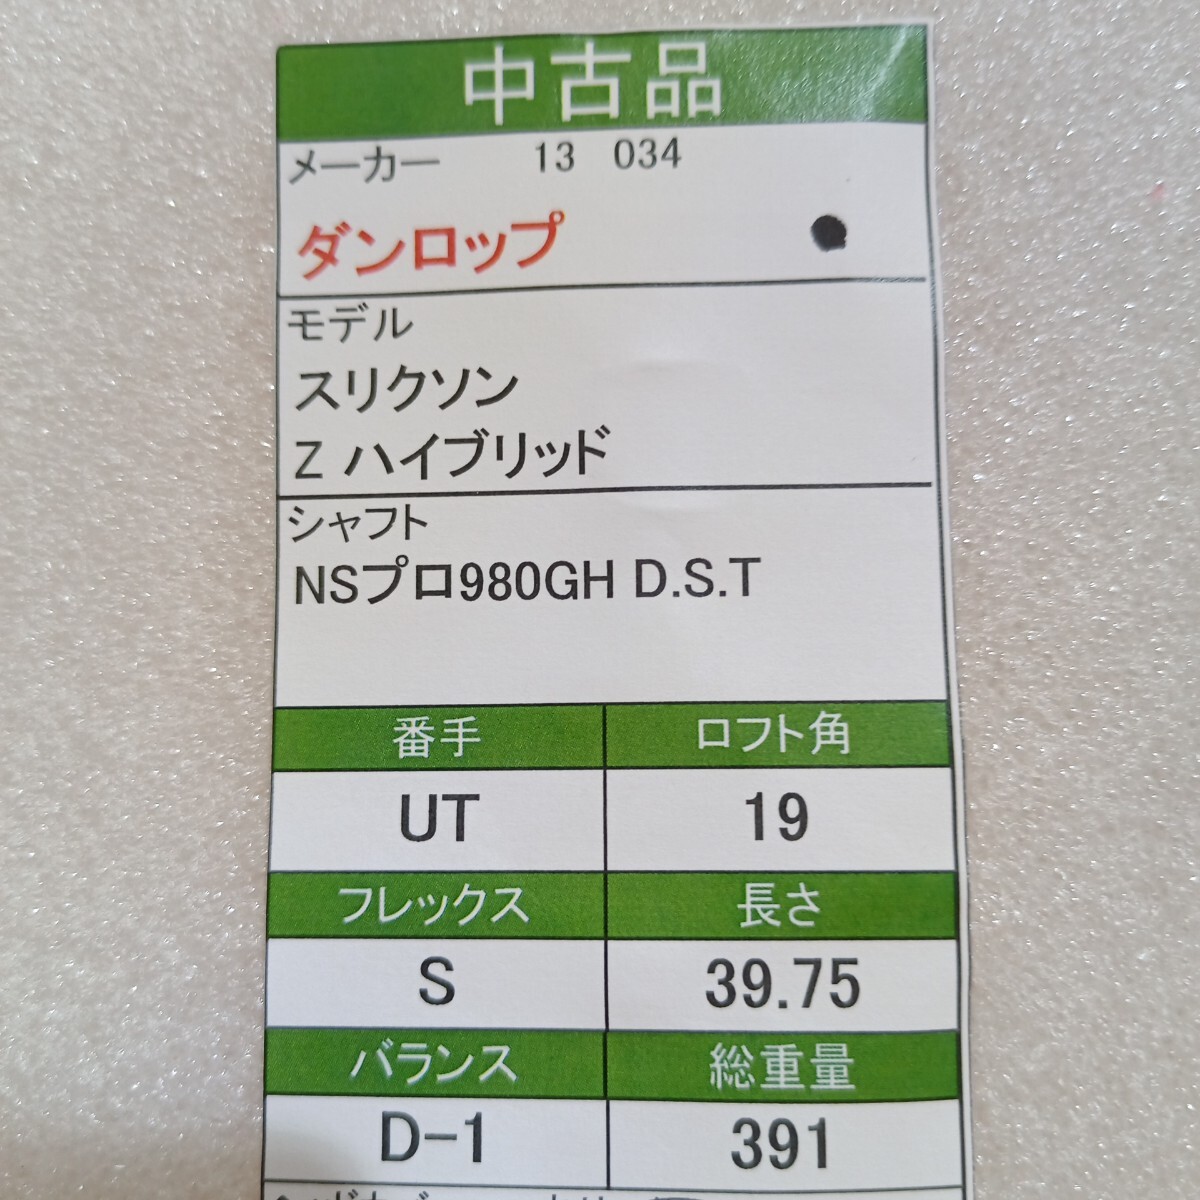 中古品
メーカー 13 034
ダンロップ
モデル
スリクソン
Z ハイブリッド
シャフト
NSプロ980GH D.S.T
番手 ロフト角
UT 19
フレックス 長さ
S 39.75
バランス 総重量
D-1 391